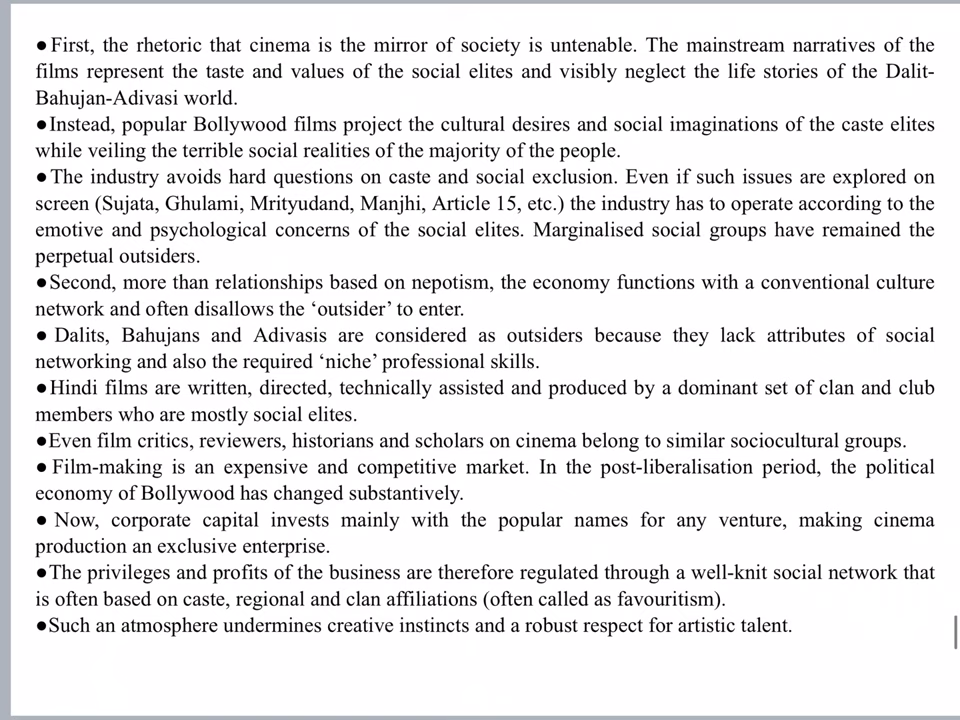 ●First, the rhetoric that cinema is the mirror of society is untenable. The mainstream narratives of the
films represent the taste and values of the social elites and visibly neglect the life stories of the Dalit-
Bahujan-Adivasi world.
●Instead, popular Bollywood films project the cultural desires and social imaginations of the caste elites
while veiling the terrible social realities of the majority of the people.
●The industry avoids hard questions on caste and social exclusion. Even if such issues are explored on
screen (Sujata, Ghulami, Mrityudand, Manjhi, Article 15, etc.) the industry has to operate according to the
emotive and psychological concerns of the social elites. Marginalised social groups have remained the
perpetual outsiders.
●Second, more than relationships based on nepotism, the economy functions with a conventional culture
network and often disallows the ‘outsider’ to enter.
● Dalits, Bahujans and Adivasis are considered as outsiders because they lack attributes of social
networking and also the required ‘niche’ professional skills.
●Hindi films are written, directed, technically assisted and produced by a dominant set of clan and club
members who are mostly social elites.
●Even film critics, reviewers, historians and scholars on cinema belong to similar sociocultural groups.
● Film-making is an expensive and competitive market. In the post-liberalisation period, the political
economy of Bollywood has changed substantively.
● Now, corporate capital invests mainly with the popular names for any venture, making cinema
production an exclusive enterprise.
●The privileges and profits of the business are therefore regulated through a well-knit social network that
is often based on caste, regional and clan affiliations (often called as favouritism).
●Such an atmosphere undermines creative instincts and a robust respect for artistic talent.